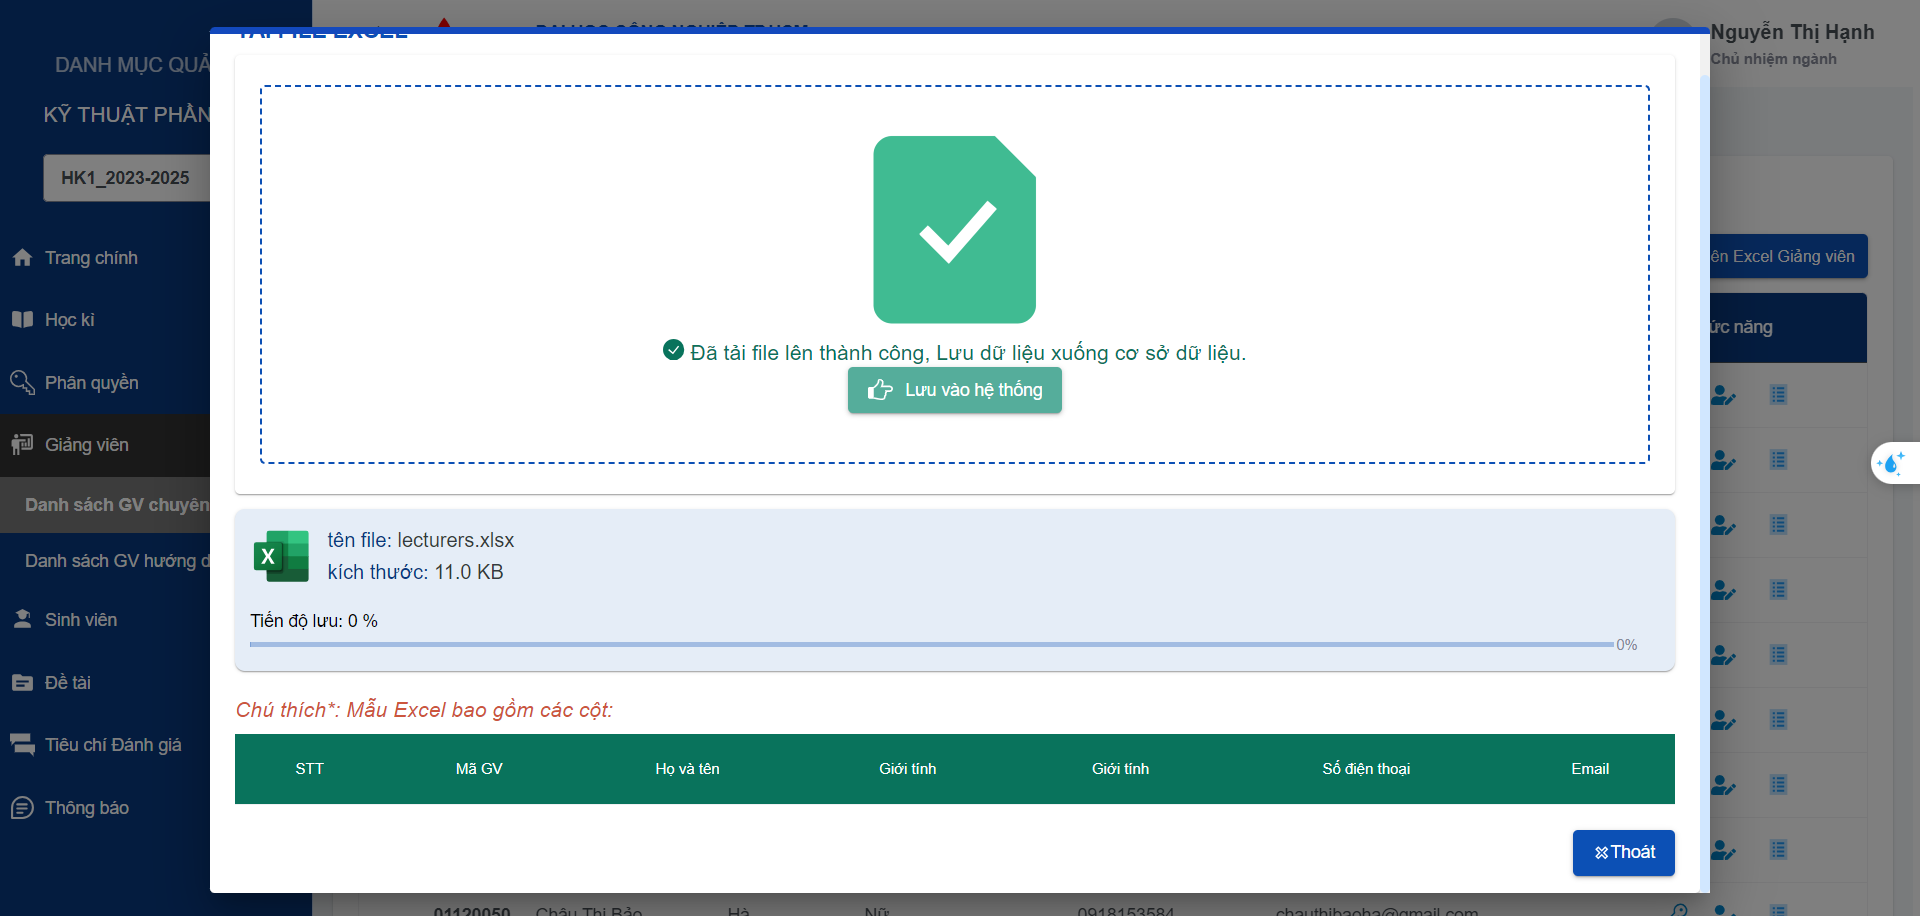 DANH MỤC QUẢ
KỸ THUẬT PHẦN
HK1_2023-2025
Trang chính
Học kì
Phân quyền
Giảng viên
Danh sách GV chuyên
Danh sách GV hướng d
Sinh viên
Đề tài
Tiêu chí Đánh giá
Thông báo
Nguyễn Thị Hạnh
Chủ nhiệm ngành
ên Excel Giảng viên
ức năng
TẢI FILE EXCEL
Đã tải file lên thành công, Lưu dữ liệu xuống cơ sở dữ liệu.
Lưu vào hệ thống
X
tên file: lecturers.xlsx
kích thước: 11.0 KB
Tiến độ lưu: 0 %
0%
Chú thích*: Mẫu Excel bao gồm các cột:
STT Mã GV Họ và tên Giới tính Giới tính Số điện thoại Email
Thoát
01120050 Châu Thị Bảo Hà Nữ 0918153584 chauthibaoha@gmail.com